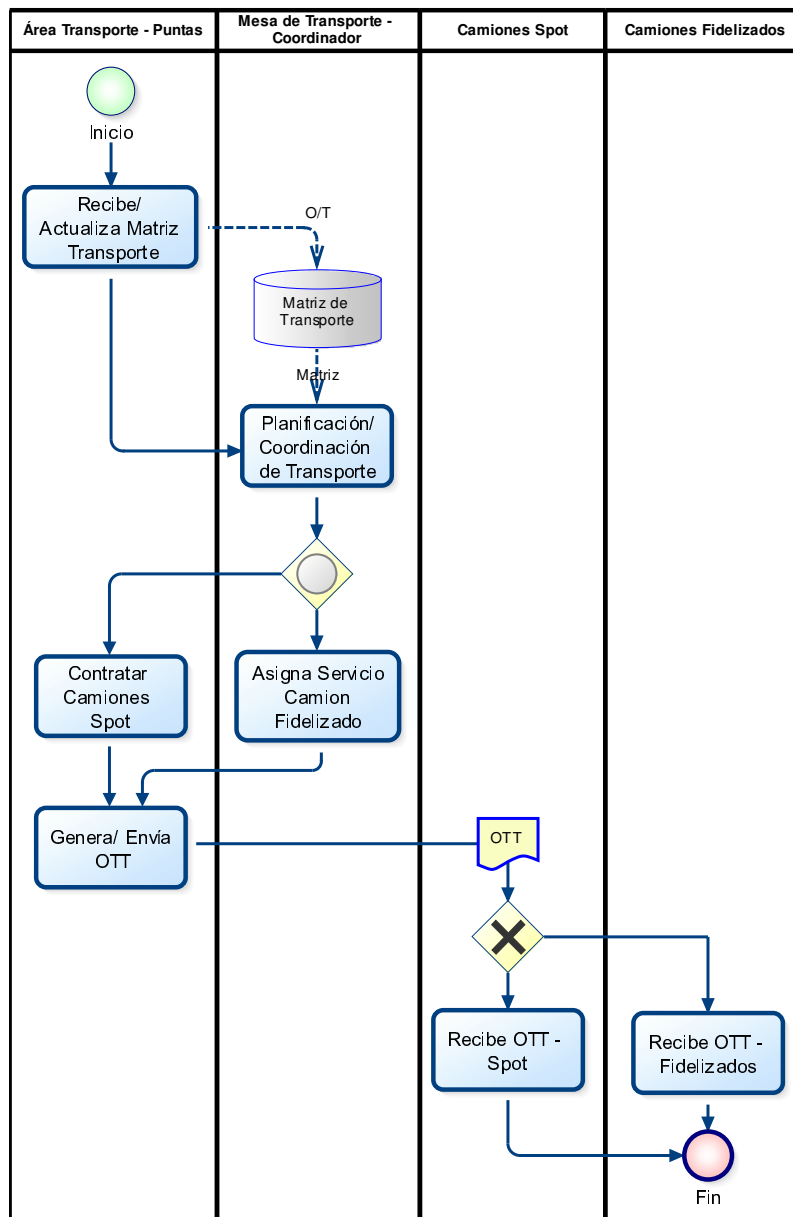 Área Transporte - Puntas
Mesa de Transporte -
Coordinador
Camiones Spot
Camiones Fidelizados
Inicio
Recibe/
Actualiza Matriz
Transporte
O/T
Matriz de
Transporte
Matriz
Planificación/
Coordinación
de Transporte
Contratar
Camiones
Spot
Asigna Servicio
Camion
Fidelizado
Genera/ Envía
OTT
OTT
Recibe OTT -
Spot
Recibe OTT -
Fidelizados
Fin